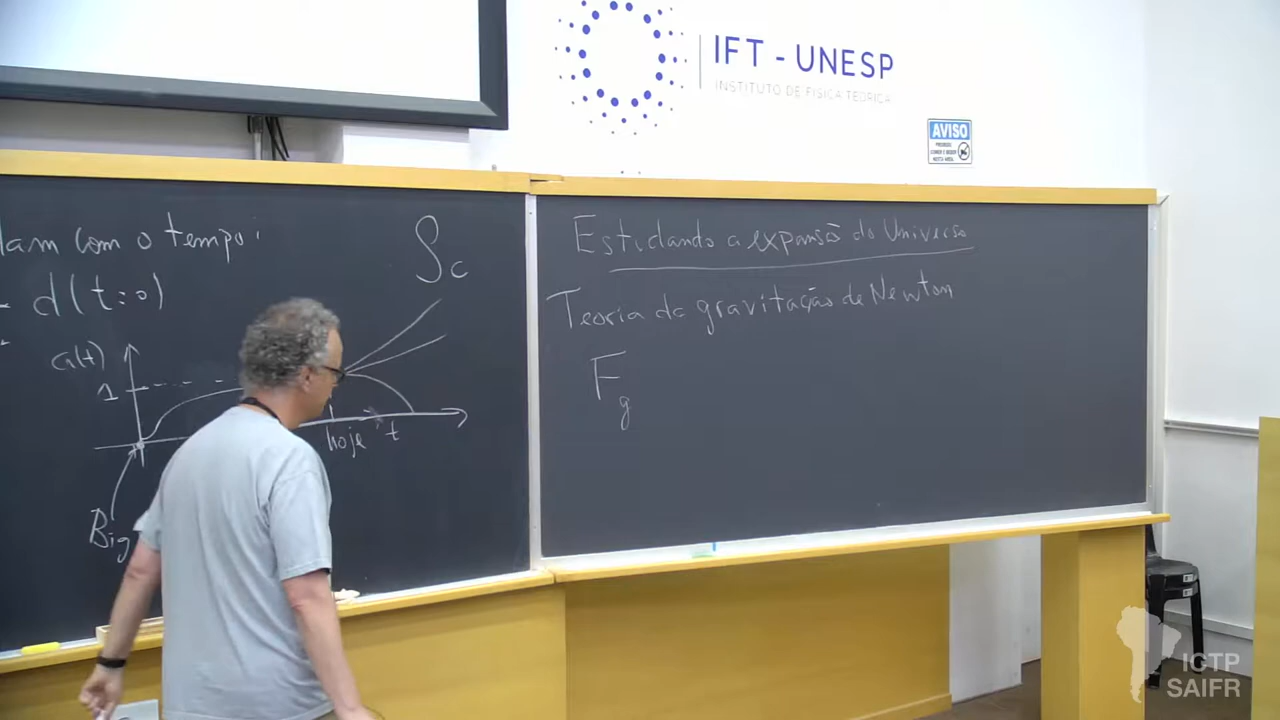 IFT - UNESP
INSTITUTO DE FÍSICA TEÓRICA
AVISO
dam com o tempo:
d(t=0)
ρc
a(t)
1
hoje t
Big
Estudando a expansão do Universo
Teoria da gravitação de Newton
Fg
ICTP
SAIFR